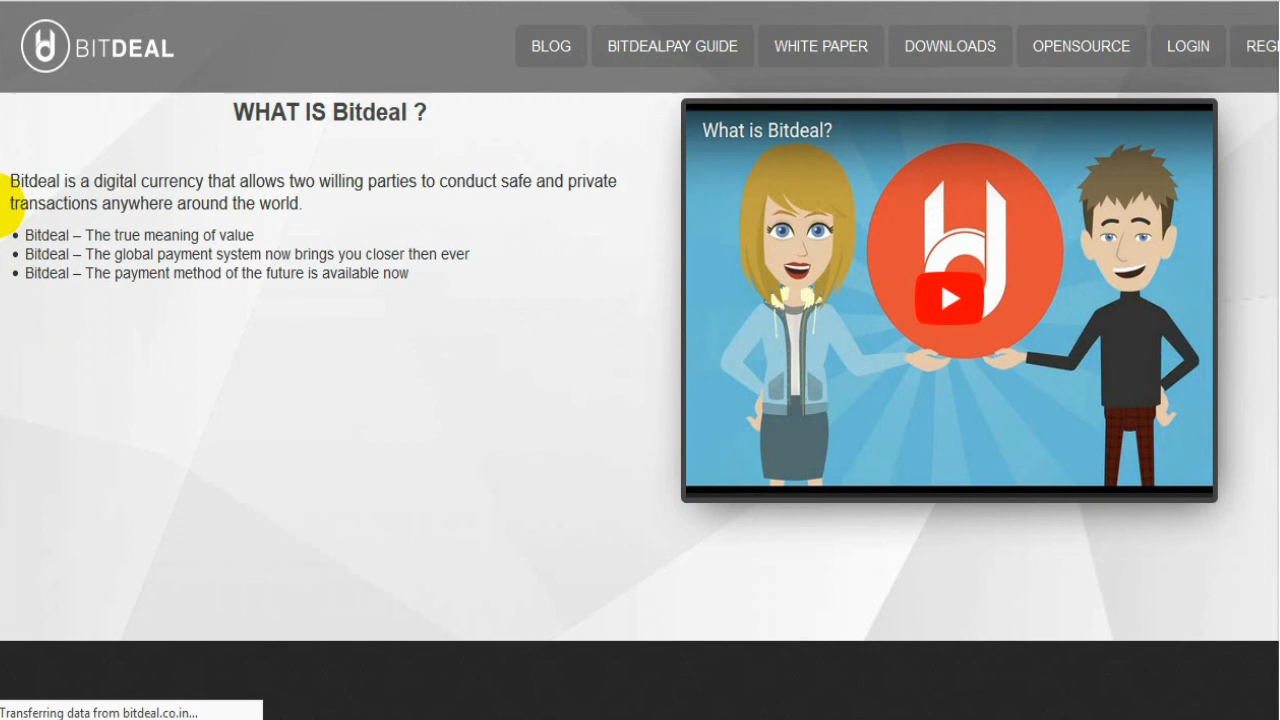 BITDEAL
BLOG
BITDEALPAY GUIDE
WHITE PAPER
DOWNLOADS
OPENSOURCE
LOGIN
REGI
WHAT IS Bitdeal ?
Bitdeal is a digital currency that allows two willing parties to conduct safe and private
transactions anywhere around the world.
• Bitdeal – The true meaning of value
• Bitdeal – The global payment system now brings you closer then ever
• Bitdeal – The payment method of the future is available now
What is Bitdeal?
Transferring data from bitdeal.co.in...